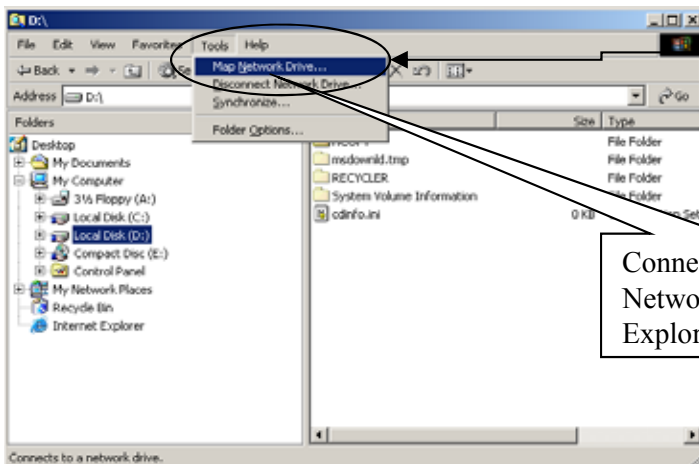 D:\
File Edit View Favorites Tools Help
Back
Map Network Drive...
Disconnect Network Drive...
Synchronize...
Folder Options...
Address D:\ Go
Folders
Size Type
Desktop
My Documents
My Computer
3½ Floppy (A:)
Local Disk (C:)
Local Disk (D:)
Compact Disc (E:)
Control Panel
My Network Places
Recycle Bin
Internet Explorer
File Folder
msdownld.tmp File Folder
RECYCLER File Folder
System Volume Information File Folder
cdinfo.ini 0 KB
Connects to a network drive.